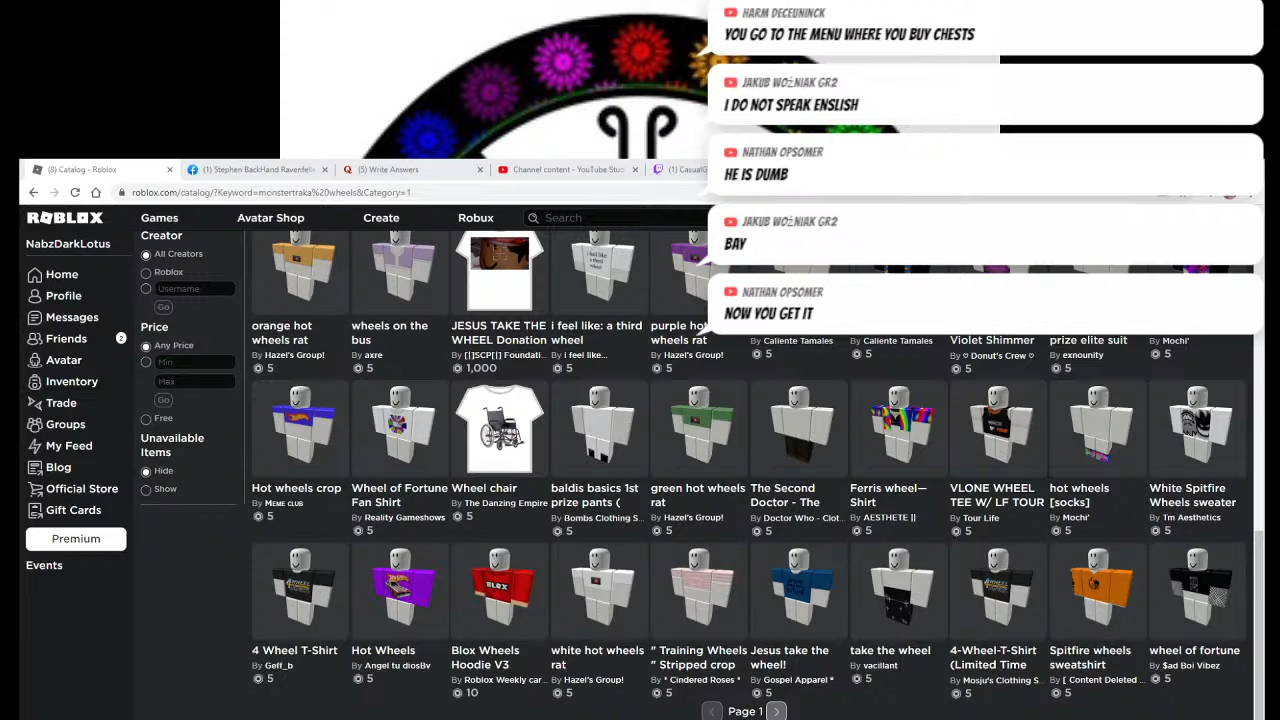 HARM DECEUNINCK
YOU GO TO THE MENU WHERE YOU BUY CHESTS
JAKUB WOŹNIAK GR2
I DO NOT SPEAK ENSLISH
NATHAN OPSOMER
HE IS DUMB
JAKUB WOŹNIAK GR2
BAY
NATHAN OPSOMER
NOW YOU GET IT
(8) Catalog - Roblox
(1) Stephen BackHand Ravenfelle
(5) Write Answers
Channel content - YouTube Stud
(1) CasualG
roblox.com/catalog/?Keyword=monstertraka%20wheels&Category=1
ROBLOX
Games
Avatar Shop
Create
Robux
Search
NabzDarkLotus
Home
Profile
Messages
Friends
2
Avatar
Inventory
Trade
Groups
My Feed
Blog
Official Store
Gift Cards
Premium
Events
Creator
All Creators
Roblox
Username
Go
Price
Any Price
Min
Max
Go
Free
Unavailable
Items
Hide
Show
orange hot
wheels rat
By Hazel's Group!
5
wheels on the
bus
By axre
5
JESUS TAKE THE
WHEEL Donation
By [|]SCP[|] Foundati...
1,000
i feel like: a third
wheel
By i feel like...
5
purple hot
wheels rat
By Hazel's Group!
5
By Caliente Tamales
5
By Caliente Tamales
5
Violet Shimmer
By ♡ Donut's Crew ♡
5
prize elite suit
By exnounity
5
By Mochi'
5
Hot wheels crop
By MEME CLUB
5
Wheel of Fortune
Fan Shirt
By Reality Gameshows
5
Wheel chair
By The Danzing Empire
5
baldis basics 1st
prize pants (
By Bombs Clothing S...
5
green hot wheels
rat
By Hazel's Group!
5
The Second
Doctor - The
By Doctor Who - Clot...
5
Ferris wheel—
Shirt
By AESTHETE ||
5
VLONE WHEEL
TEE W/ LF TOUR
By Tour Life
5
hot wheels
[socks]
By Mochi'
5
White Spitfire
Wheels sweater
By Tm Aesthetics
5
4 Wheel T-Shirt
By Geff_b
5
Hot Wheels
By Angel tu diosBv
5
BLOX
Blox Wheels
Hoodie V3
By Roblox Weekly car...
10
white hot wheels
rat
By Hazel's Group!
5
" Training Wheels
" Stripped crop
By * Cindered Roses *
5
Jesus take the
wheel!
By Gospel Apparel *
5
take the wheel
By vacillant
5
4-Wheel-T-Shirt
(Limited Time
By Mosju's Clothing S...
5
Spitfire wheels
sweatshirt
By [ Content Deleted ...
5
wheel of fortune
By $ad Boi Vibez
5
Page 1